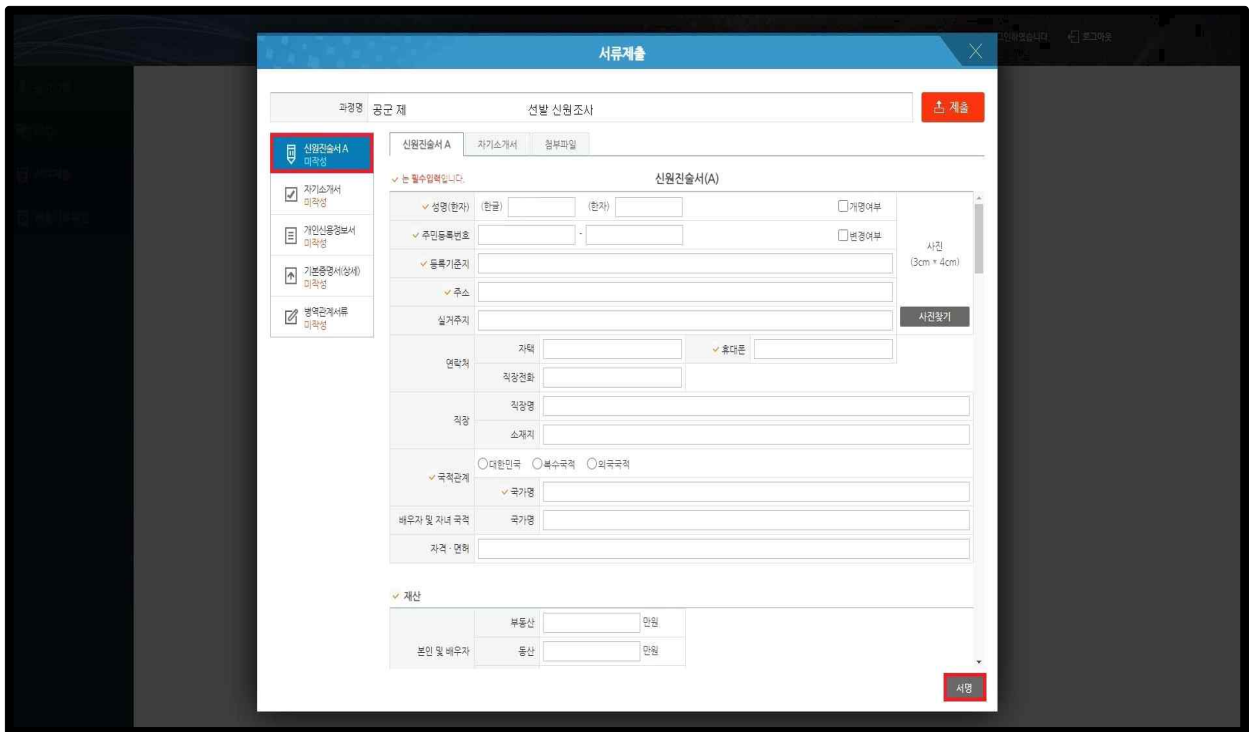 서류제출
로그아웃
과정명 공군 제 선발 신원조사
제출
신원진술서 A
미작성
자기소개서
미작성
개인신용정보서
미작성
기본증명서(상세)
미작성
병역관계서류
미작성
신원진술서 A 자기소개서 첨부파일
는 필수입력입니다.
신원진술서(A)
성명(한자) (한글) (한자) 개명여부
주민등록번호 - 변경여부
사진
(3cm * 4cm)
등록기준지
주소
실거주지
사진찾기
연락처 자택 휴대폰
직장전화
직장 직장명
소재지
국적관계 대한민국 복수국적 외국국적
국가명
배우자 및 자녀 국적 국가명
자격 · 면허
재산
본인 및 배우자 부동산 만원
동산 만원
서명